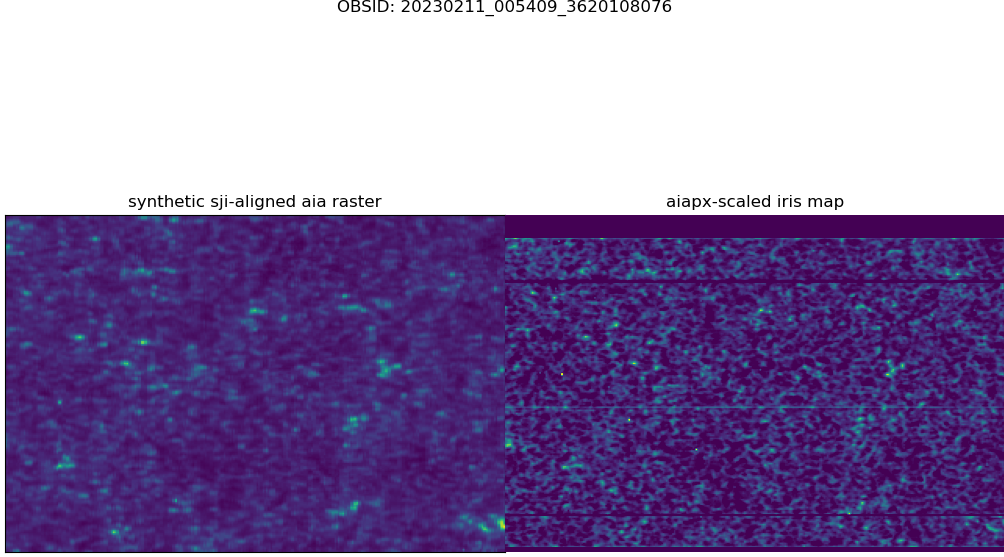 OBSID: 20230211_005409_3620108076
synthetic sji-aligned aia raster
aiapx-scaled iris map